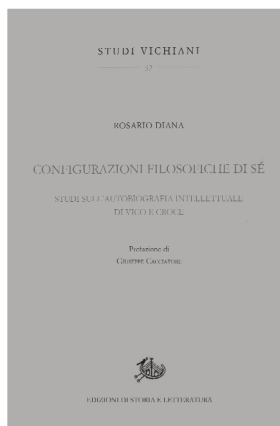 STUDI VICHIANI
52
ROSARIO DIANA
CONFIGURAZIONI FILOSOFICHE DI SÉ
STUDI SULL'AUTOBIOGRAFIA INTELLETTUALE
DI VICO E CROCE
Prefazione di
GIUSEPPE CACCIATORE
EDIZIONI DI STORIA E LETTERATURA